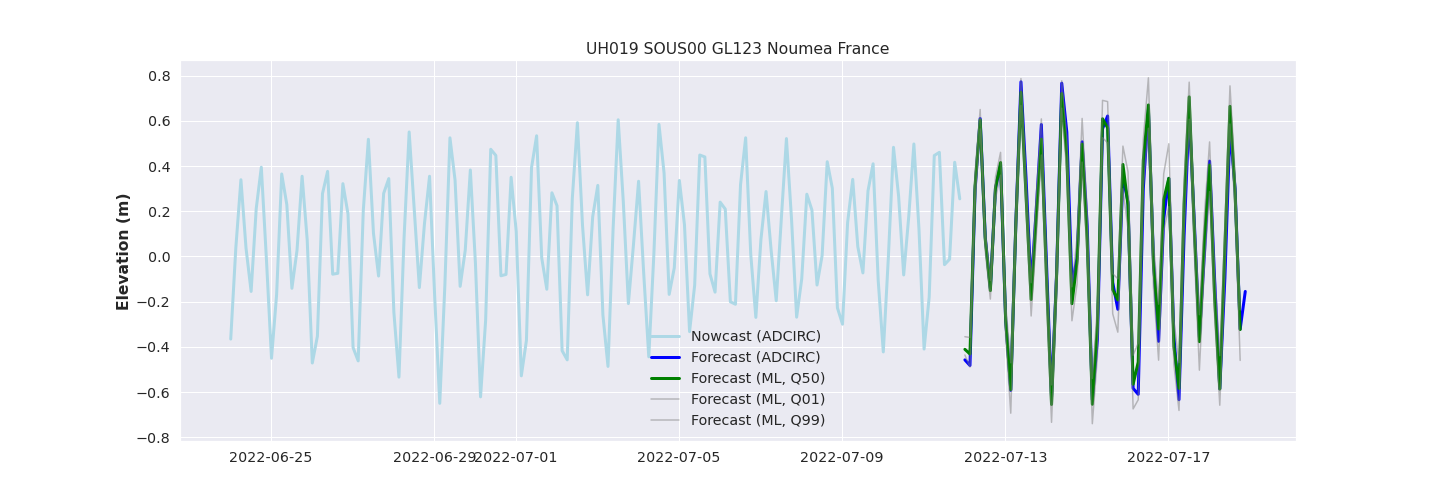 UH019 SOUS00 GL123 Noumea France
Elevation (m)
0.8
0.6
0.4
0.2
0.0
−0.2
−0.4
−0.6
−0.8
Nowcast (ADCIRC)
Forecast (ADCIRC)
Forecast (ML, Q50)
Forecast (ML, Q01)
Forecast (ML, Q99)
2022-06-25 2022-06-29 2022-07-01 2022-07-05 2022-07-09 2022-07-13 2022-07-17